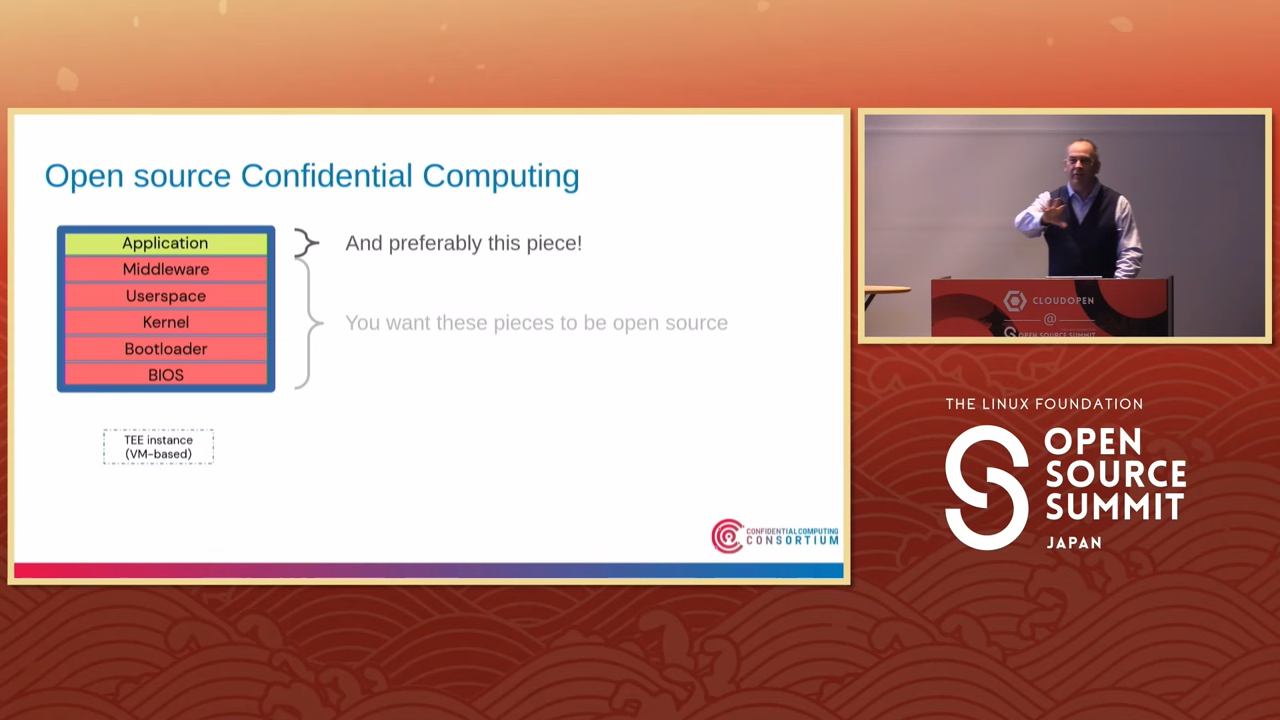 Open source Confidential Computing
Application
Middleware
Userspace
Kernel
Bootloader
BIOS
And preferably this piece!
You want these pieces to be open source
TEE instance
(VM-based)
CONFIDENTIAL COMPUTING
CONSORTIUM
CLOUDOPEN
@
OPEN SOURCE SUMMIT
THE LINUX FOUNDATION
OPEN
SOURCE
SUMMIT
JAPAN